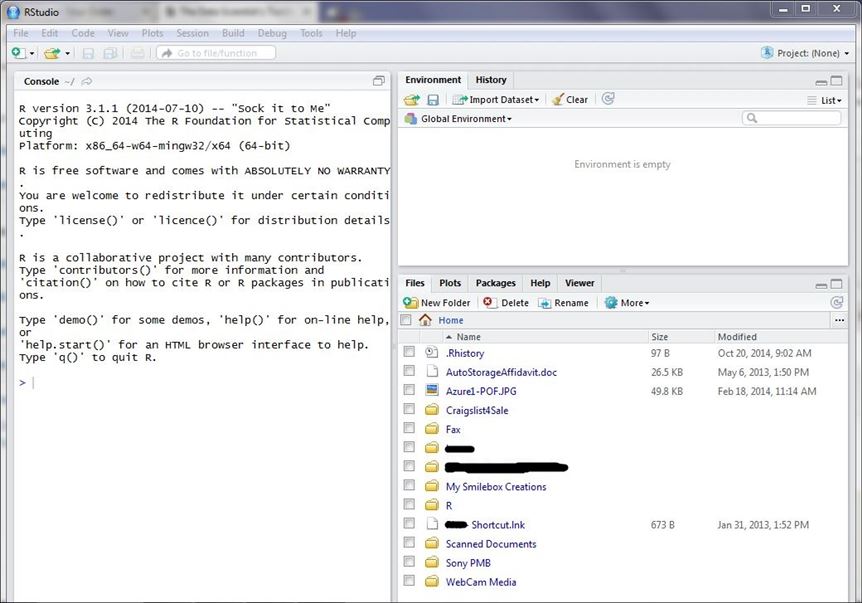 RStudio
File Edit Code View Plots Session Build Debug Tools Help
Go to file/function
Project: (None)
Console ~/
R version 3.1.1 (2014-07-10) -- "Sock it to Me"
Copyright (C) 2014 The R Foundation for Statistical Comp
uting
Platform: x86_64-w64-mingw32/x64 (64-bit)
R is free software and comes with ABSOLUTELY NO WARRANTY
.
You are welcome to redistribute it under certain conditi
ons.
Type 'license()' or 'licence()' for distribution details
.
R is a collaborative project with many contributors.
Type 'contributors()' for more information and
'citation()' on how to cite R or R packages in publicati
ons.
Type 'demo()' for some demos, 'help()' for on-line help,
or
'help.start()' for an HTML browser interface to help.
Type 'q()' to quit R.
>
Environment History
Import Dataset Clear List
Global Environment
Environment is empty
Files Plots Packages Help Viewer
New Folder Delete Rename More
Home
Name Size Modified
.Rhistory 97 B Oct 20, 2014, 9:02 AM
AutoStorageAffidavit.doc 26.5 KB May 6, 2013, 1:50 PM
Azure1-POF.JPG 49.8 KB Feb 18, 2014, 11:14 AM
Craigslist4Sale
Fax
My Smilebox Creations
R
Shortcut.lnk 673 B Jan 31, 2013, 1:52 PM
Scanned Documents
Sony PMB
WebCam Media